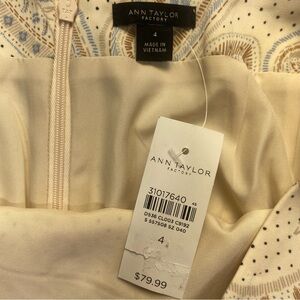 ANN TAYLOR
FACTORY
4
MADE IN
VIETNAM
ANN TAYLOR
FACTORY
31017640
4
$79.99